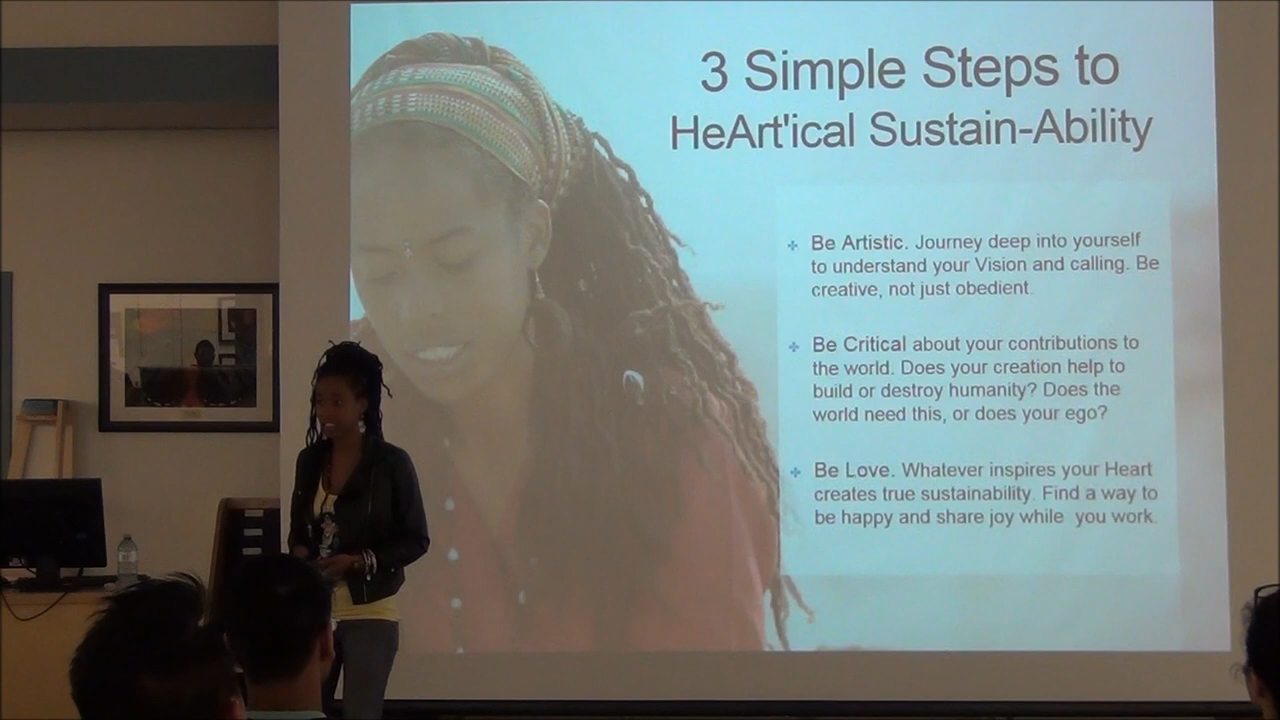 3 Simple Steps to
HeArt'ical Sustain-Ability
Be Artistic. Journey deep into yourself
to understand your Vision and calling. Be
creative, not just obedient.
Be Critical about your contributions to
the world. Does your creation help to
build or destroy humanity? Does the
world need this, or does your ego?
Be Love. Whatever inspires your Heart
creates true sustainability. Find a way to
be happy and share joy while you work.